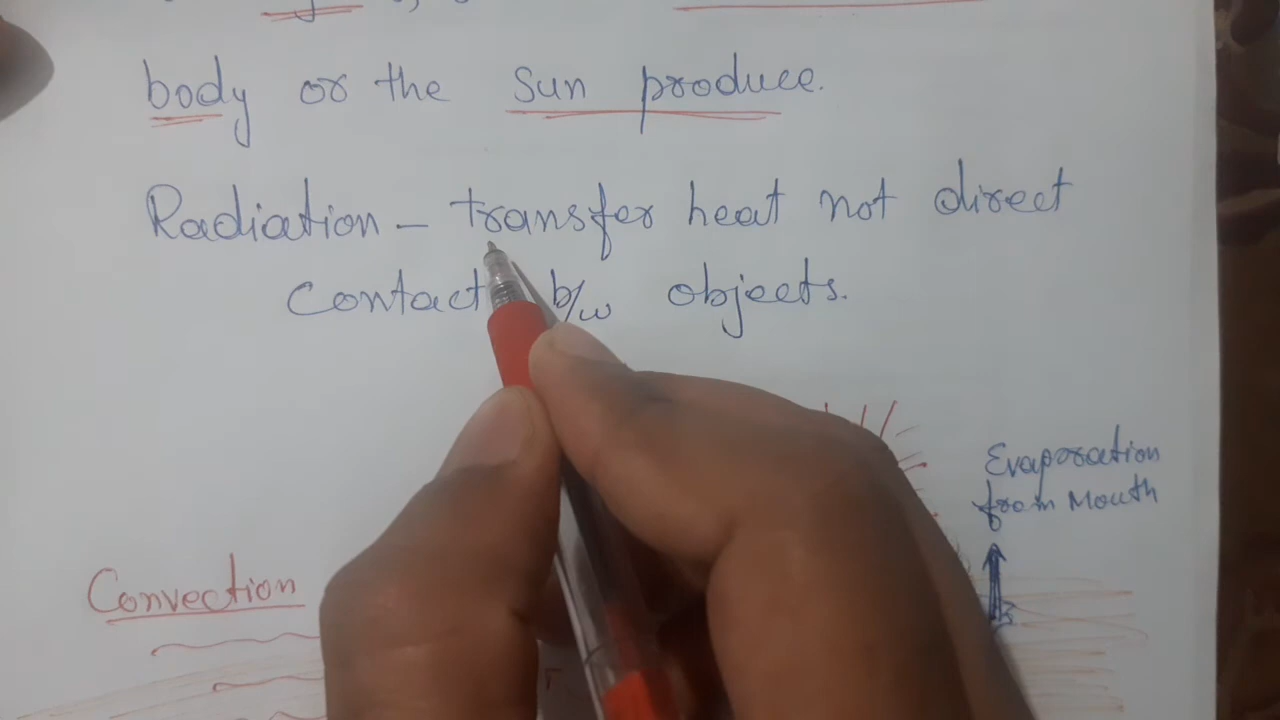 body or the Sun produce.
Radiation - transfer heat not direct
Contact b/w objects.
Evaporation
from Mouth
Convection